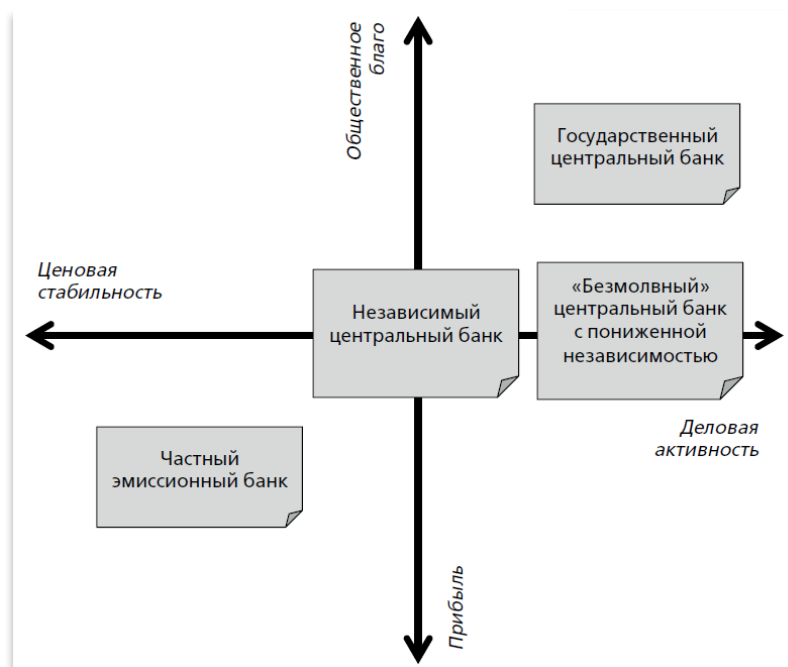 Общественное
благо
Государственный
центральный банк
Ценовая
стабильность
Независимый
центральный банк
«Безмолвный»
центральный банк
с пониженной
независимостью
Частный
эмиссионный банк
Деловая
активность
Прибыль